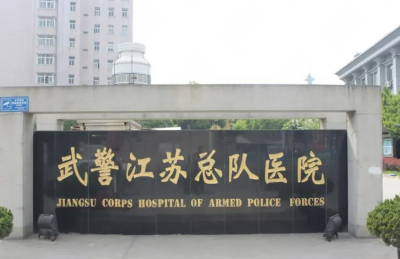 武警江苏总队医院
JIANGSU CORPS HOSPITAL OF ARMED POLICE FORCES